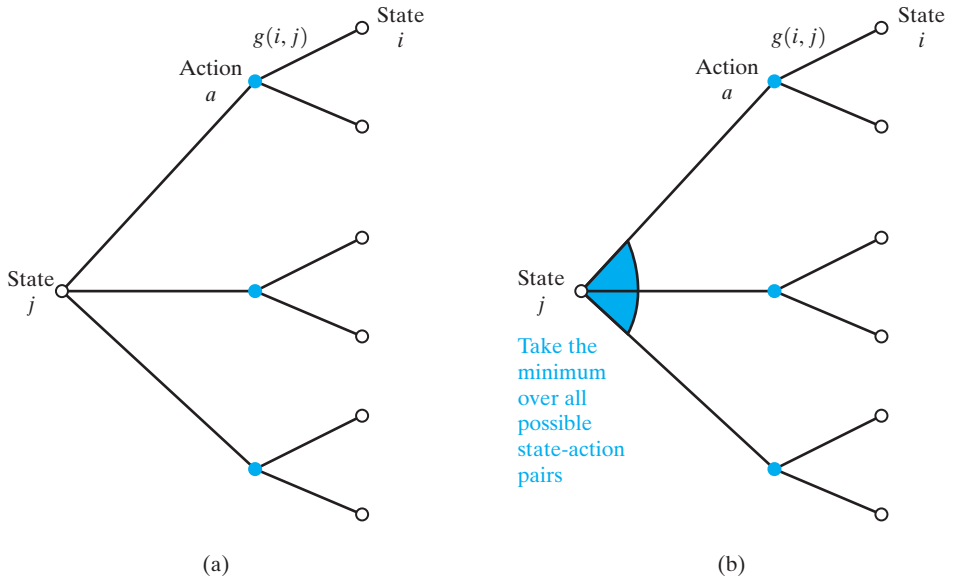 State
i
g(i, j)
Action
a
State
j
(a)
State
i
g(i, j)
Action
a
State
j
Take the
minimum
over all
possible
state-action
pairs
(b)